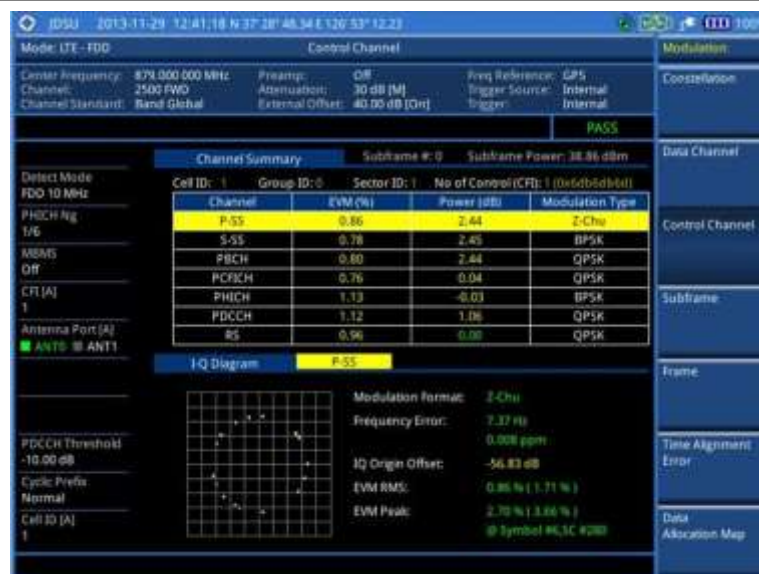 JDSU 2013-11-29 12:41:18 N 37° 28' 46.34 E 126° 53' 12.23 100%
Mode: LTE - FDD Control Channel Modulation
Center Frequency: 879.000 000 MHz Preamp: Off Freq Reference: GPS
Channel: 2500 FWD Attenuation: 30 dB [M] Trigger Source: Internal
Channel Standard: Band Global External Offset: 40.00 dB [On] Trigger: Internal
PASS
Constellation
Data Channel
Control Channel
Subframe
Frame
Time Alignment Error
Data Allocation Map
Detect Mode
FDD 10 MHz
PHICH Ng
1/6
MBMS
Off
CFI [A]
1
Antenna Port [A]
ANT0 ANT1
PDCCH Threshold
-10.00 dB
Cyclic Prefix
Normal
Cell ID [A]
1
Channel Summary Subframe #: 0 Subframe Power: 38.86 dBm
Cell ID: 1 Group ID: 0 Sector ID: 1 No of Control (CFI): 1 (0x6db6db6d)
Channel EVM (%) Power (dB) Modulation Type
P-SS 0.86 2.44 Z-Chu
S-SS 0.78 2.45 BPSK
PBCH 0.80 2.44 QPSK
PCFICH 0.76 0.04 QPSK
PHICH 1.13 -0.03 BPSK
PDCCH 1.12 1.06 QPSK
RS 0.96 0.00 QPSK
I-Q Diagram P-SS
Modulation Format: Z-Chu
Frequency Error: 7.37 Hz
0.008 ppm
IQ Origin Offset: -56.83 dB
EVM RMS: 0.86 % ( 1.71 % )
EVM Peak: 2.70 % ( 3.66 % )
@ Symbol #6,SC #280